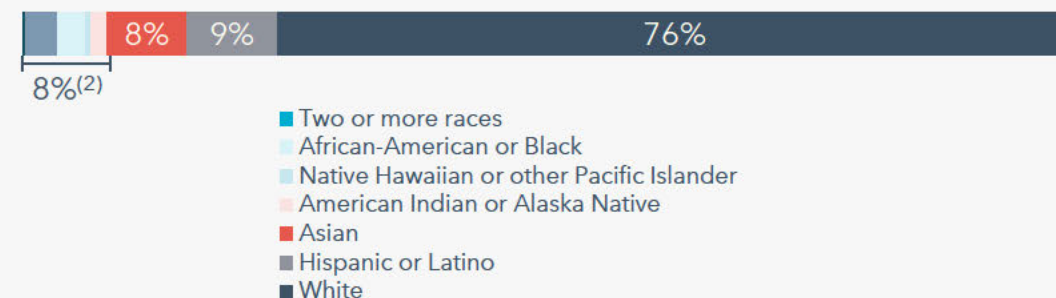 8% 9% 76%
8%(2)
Two or more races
African-American or Black
Native Hawaiian or other Pacific Islander
American Indian or Alaska Native
Asian
Hispanic or Latino
White